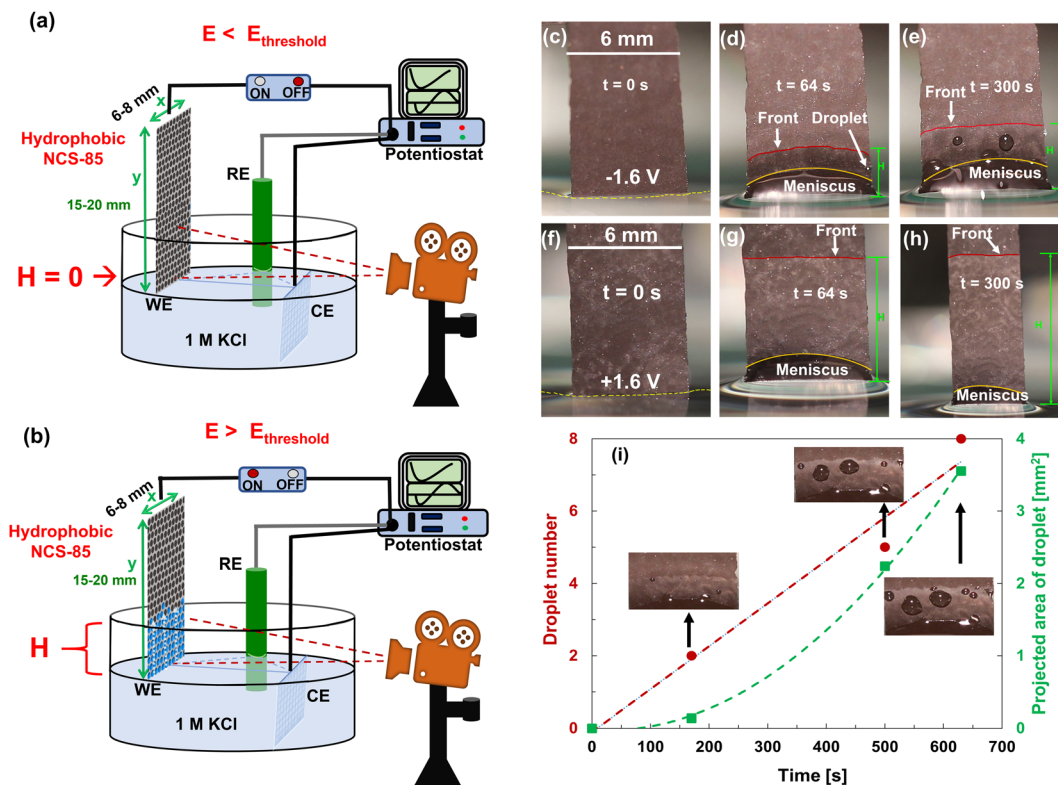 (a)
E < Ethreshold
ON OFF
6-8 mm
x
Hydrophobic
NCS-85
y
15-20 mm
RE
Potentiostat
H = 0
WE
CE
1 M KCl
(b)
E > Ethreshold
ON OFF
6-8 mm
x
Hydrophobic
NCS-85
y
15-20 mm
RE
Potentiostat
H
WE
CE
1 M KCl
(c)
6 mm
t = 0 s
-1.6 V
(d)
t = 64 s
Front
Droplet
H
Meniscus
(e)
t = 300 s
Front
H
Meniscus
(f)
6 mm
t = 0 s
+1.6 V
(g)
Front
t = 64 s
H
Meniscus
(h)
Front
t = 300 s
H
Meniscus
(i)
Droplet number
8
6
4
2
0
Projected area of droplet [mm²]
4
3
2
1
0
0 100 200 300 400 500 600 700
Time [s]